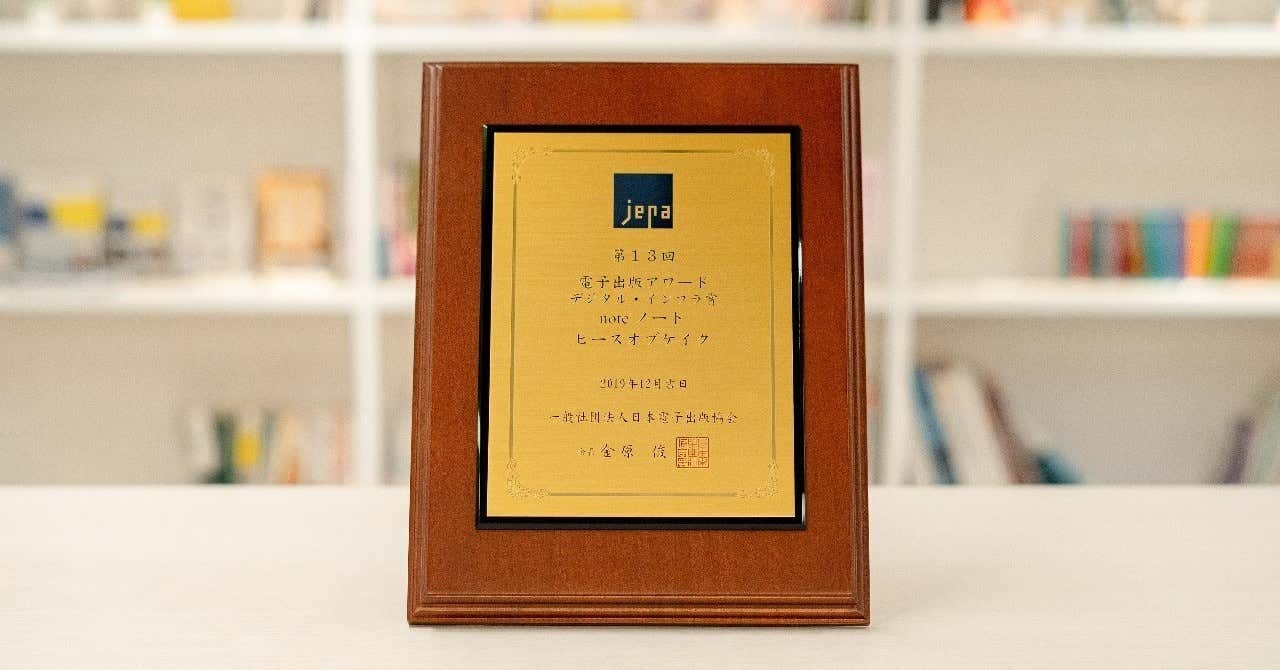 jepa
第１３回
電子出版アワード
デジタル・インフラ賞
note ノート
ピースオブケイク
2019年12月吉日
一般社団法人日本電子出版協会
会長 金原 俊